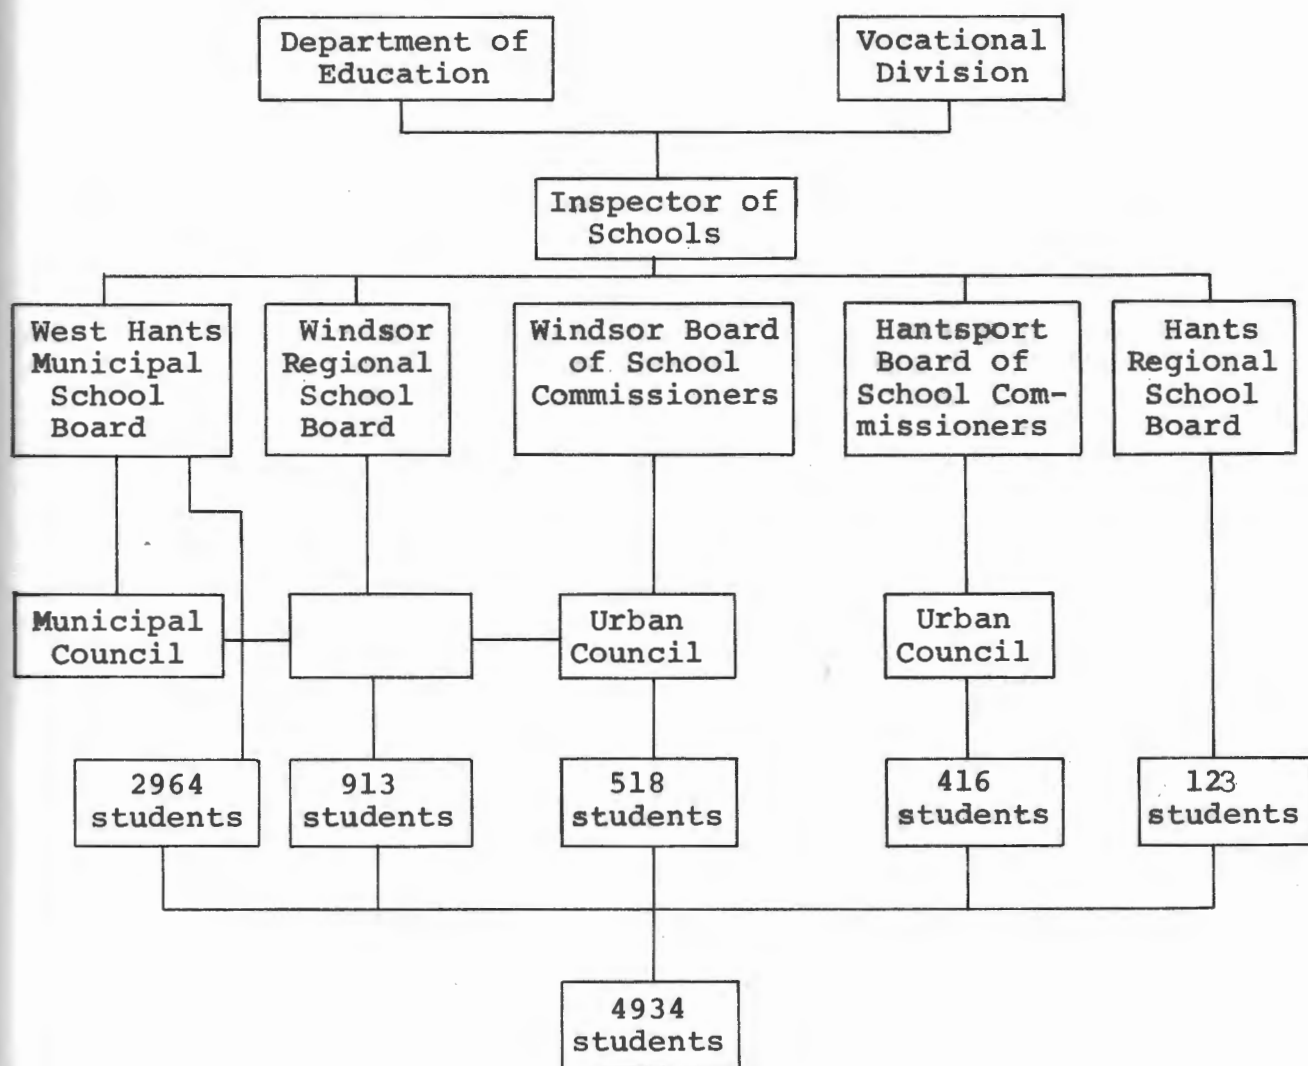 Department of
Education
Vocational
Division
Inspector of
Schools
West Hants
Municipal
School
Board
Windsor
Regional
School
Board
Windsor Board
of School
Commissioners
Hantsport
Board of
School Com-
missioners
Hants
Regional
School
Board
Municipal
Council
Urban
Council
Urban
Council
2964
students
913
students
518
students
416
students
123
students
4934
students